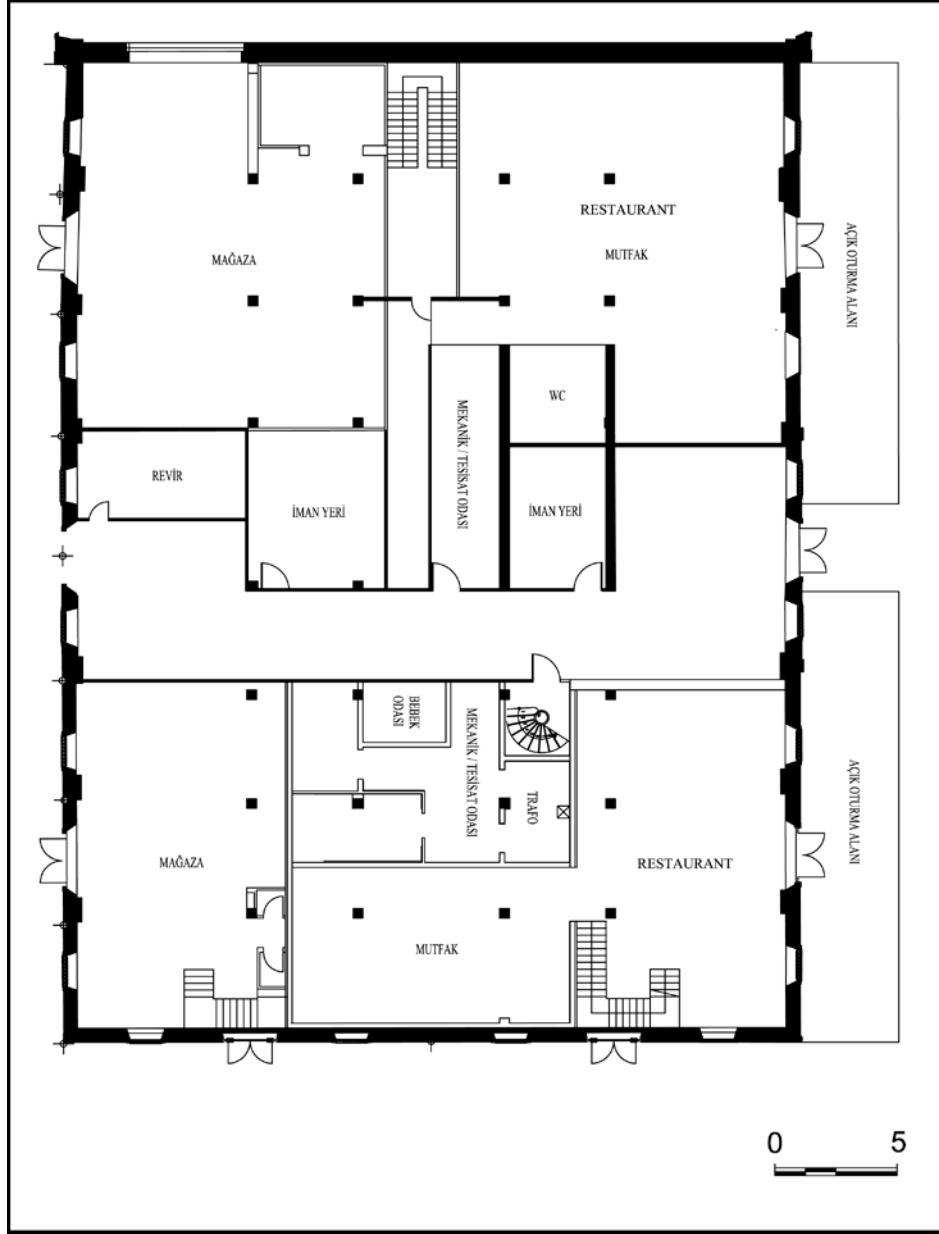 RESTAURANT
MUTFAK
MAĞAZA
AÇIK OTURMA ALANI
WC
MEKANİK / TESİSAT ODASI
REVİR
İMAN YERİ
İMAN YERİ
BEBEK
ODASI
MEKANİK / TESİSAT ODASI
TRAFO
AÇIK OTURMA ALANI
MAĞAZA
RESTAURANT
MUTFAK
0 5